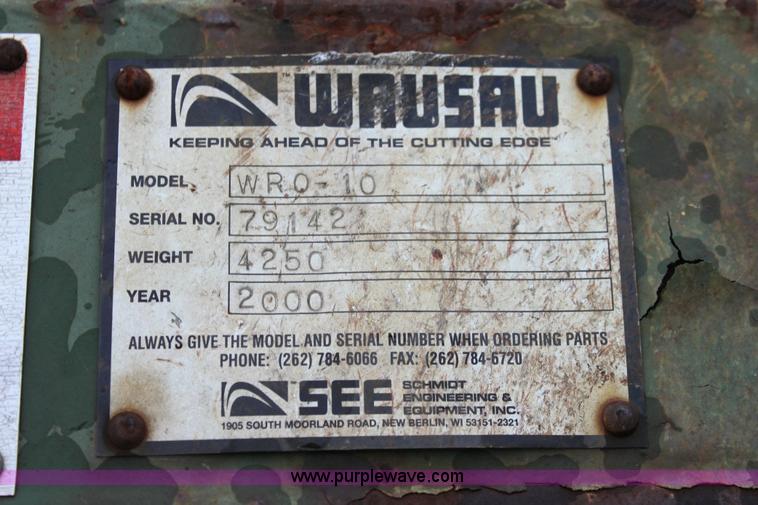 ™ WAUSAU
KEEPING AHEAD OF THE CUTTING EDGE
MODEL WRO-10
SERIAL NO. 79142
WEIGHT 4250
YEAR 2000
ALWAYS GIVE THE MODEL AND SERIAL NUMBER WHEN ORDERING PARTS
PHONE: (262) 784-6066 FAX: (262) 784-6720
SEE
SCHMIDT
ENGINEERING &
EQUIPMENT, INC.
1905 SOUTH MOORLAND ROAD, NEW BERLIN, WI 53151-2321
www.purplewave.com